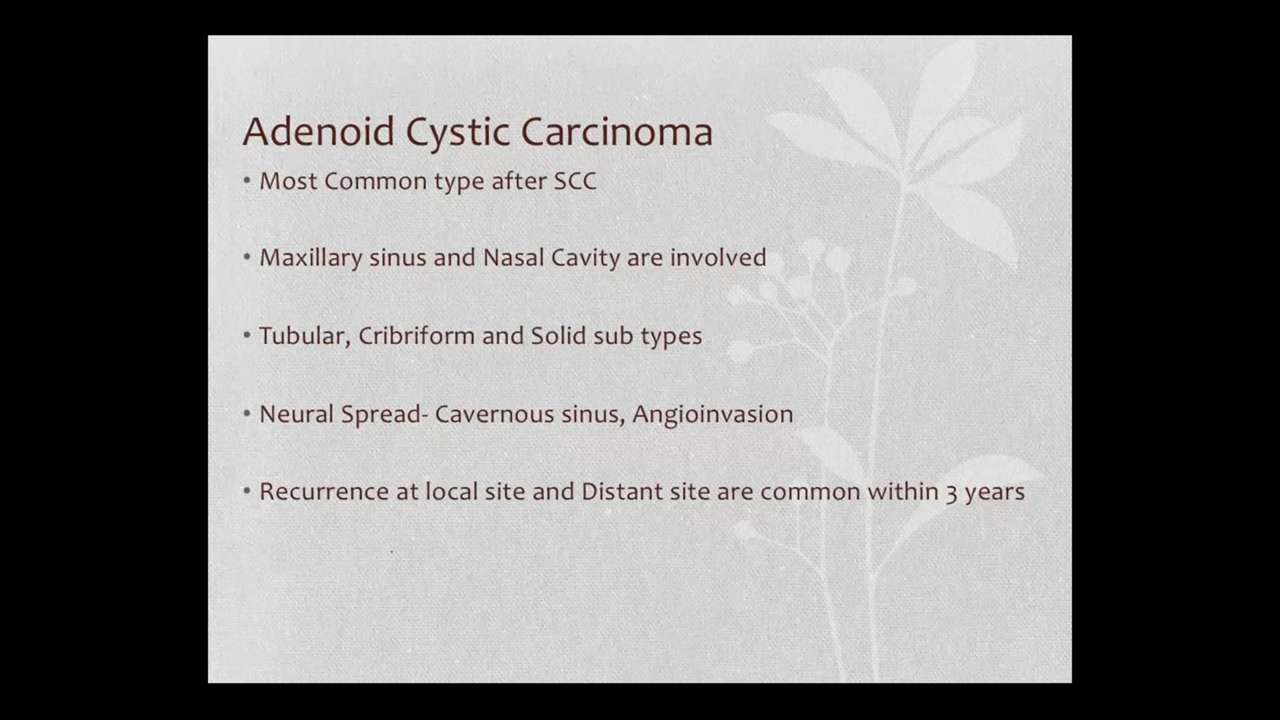 Adenoid Cystic Carcinoma
• Most Common type after SCC
• Maxillary sinus and Nasal Cavity are involved
• Tubular, Cribriform and Solid sub types
• Neural Spread- Cavernous sinus, Angioinvasion
• Recurrence at local site and Distant site are common within 3 years